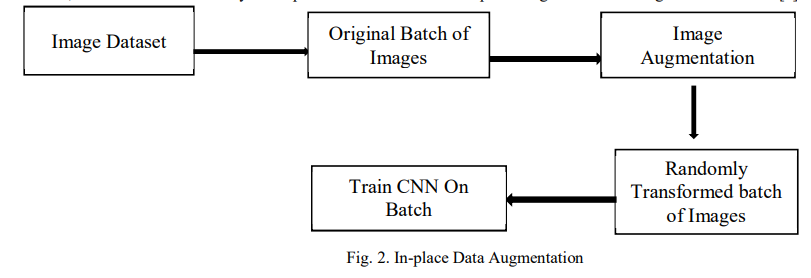 Image Dataset
Original Batch of
Images
Image
Augmentation
Randomly
Transformed batch
of Images
Train CNN On
Batch
Fig. 2. In-place Data Augmentation